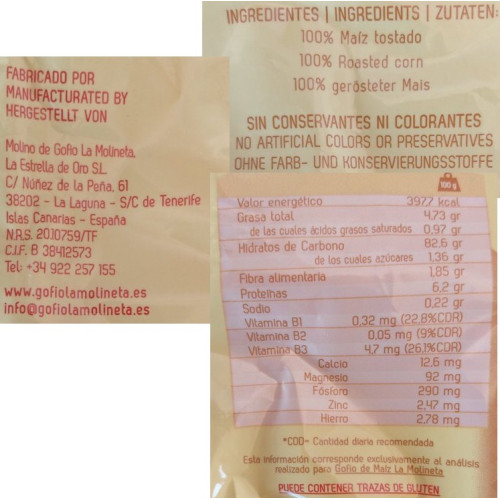 INGREDIENTES | INGREDIENTS | ZUTATEN:
100% Maíz tostado
100% Roasted corn
100% gerösteter Mais
SIN CONSERVANTES NI COLORANTES
NO ARTIFICIAL COLORS OR PRESERVATIVES
OHNE FARB- UND KONSERVIERUNGSSTOFFE
FABRICADO POR
MANUFACTURATED BY
HERGESTELLT VON
Molino de Gofio La Molineta,
La Estrella de Oro S.L.
C/ Núñez de la Peña, 61
38202 - La Laguna - S/C de Tenerife
Islas Canarias - España
N.R.S. 20.10759/TF
C.I.F. B 38412573
Tel: +34 922 257 155
www.gofiolamolineta.es
info@gofiolamolineta.es
100 g
Valor energético 397,7 kcal
Grasa total 4,73 gr
de las cuales ácidos grasos saturados 0,97 gr
Hidratos de Carbono 82,6 gr
de los cuales azúcares 1,36 gr
Fibra alimentaria 1,85 gr
Proteínas 6,2 gr
Sodio 0,22 gr
Vitamina B1 0,32 mg (22,8%CDR)
Vitamina B2 0,05 mg (9%CDR)
Vitamina B3 4,7 mg (26,1%CDR)
Calcio 12,6 mg
Magnesio 92 mg
Fósforo 290 mg
Zinc 2,47 mg
Hierro 2,78 mg
*CDD= Cantidad diaria recomendada
Esta información corresponde exclusivamente al análisis
realizado para Gofio de Maíz La Molineta
PUEDE CONTENER TRAZAS DE GLUTEN